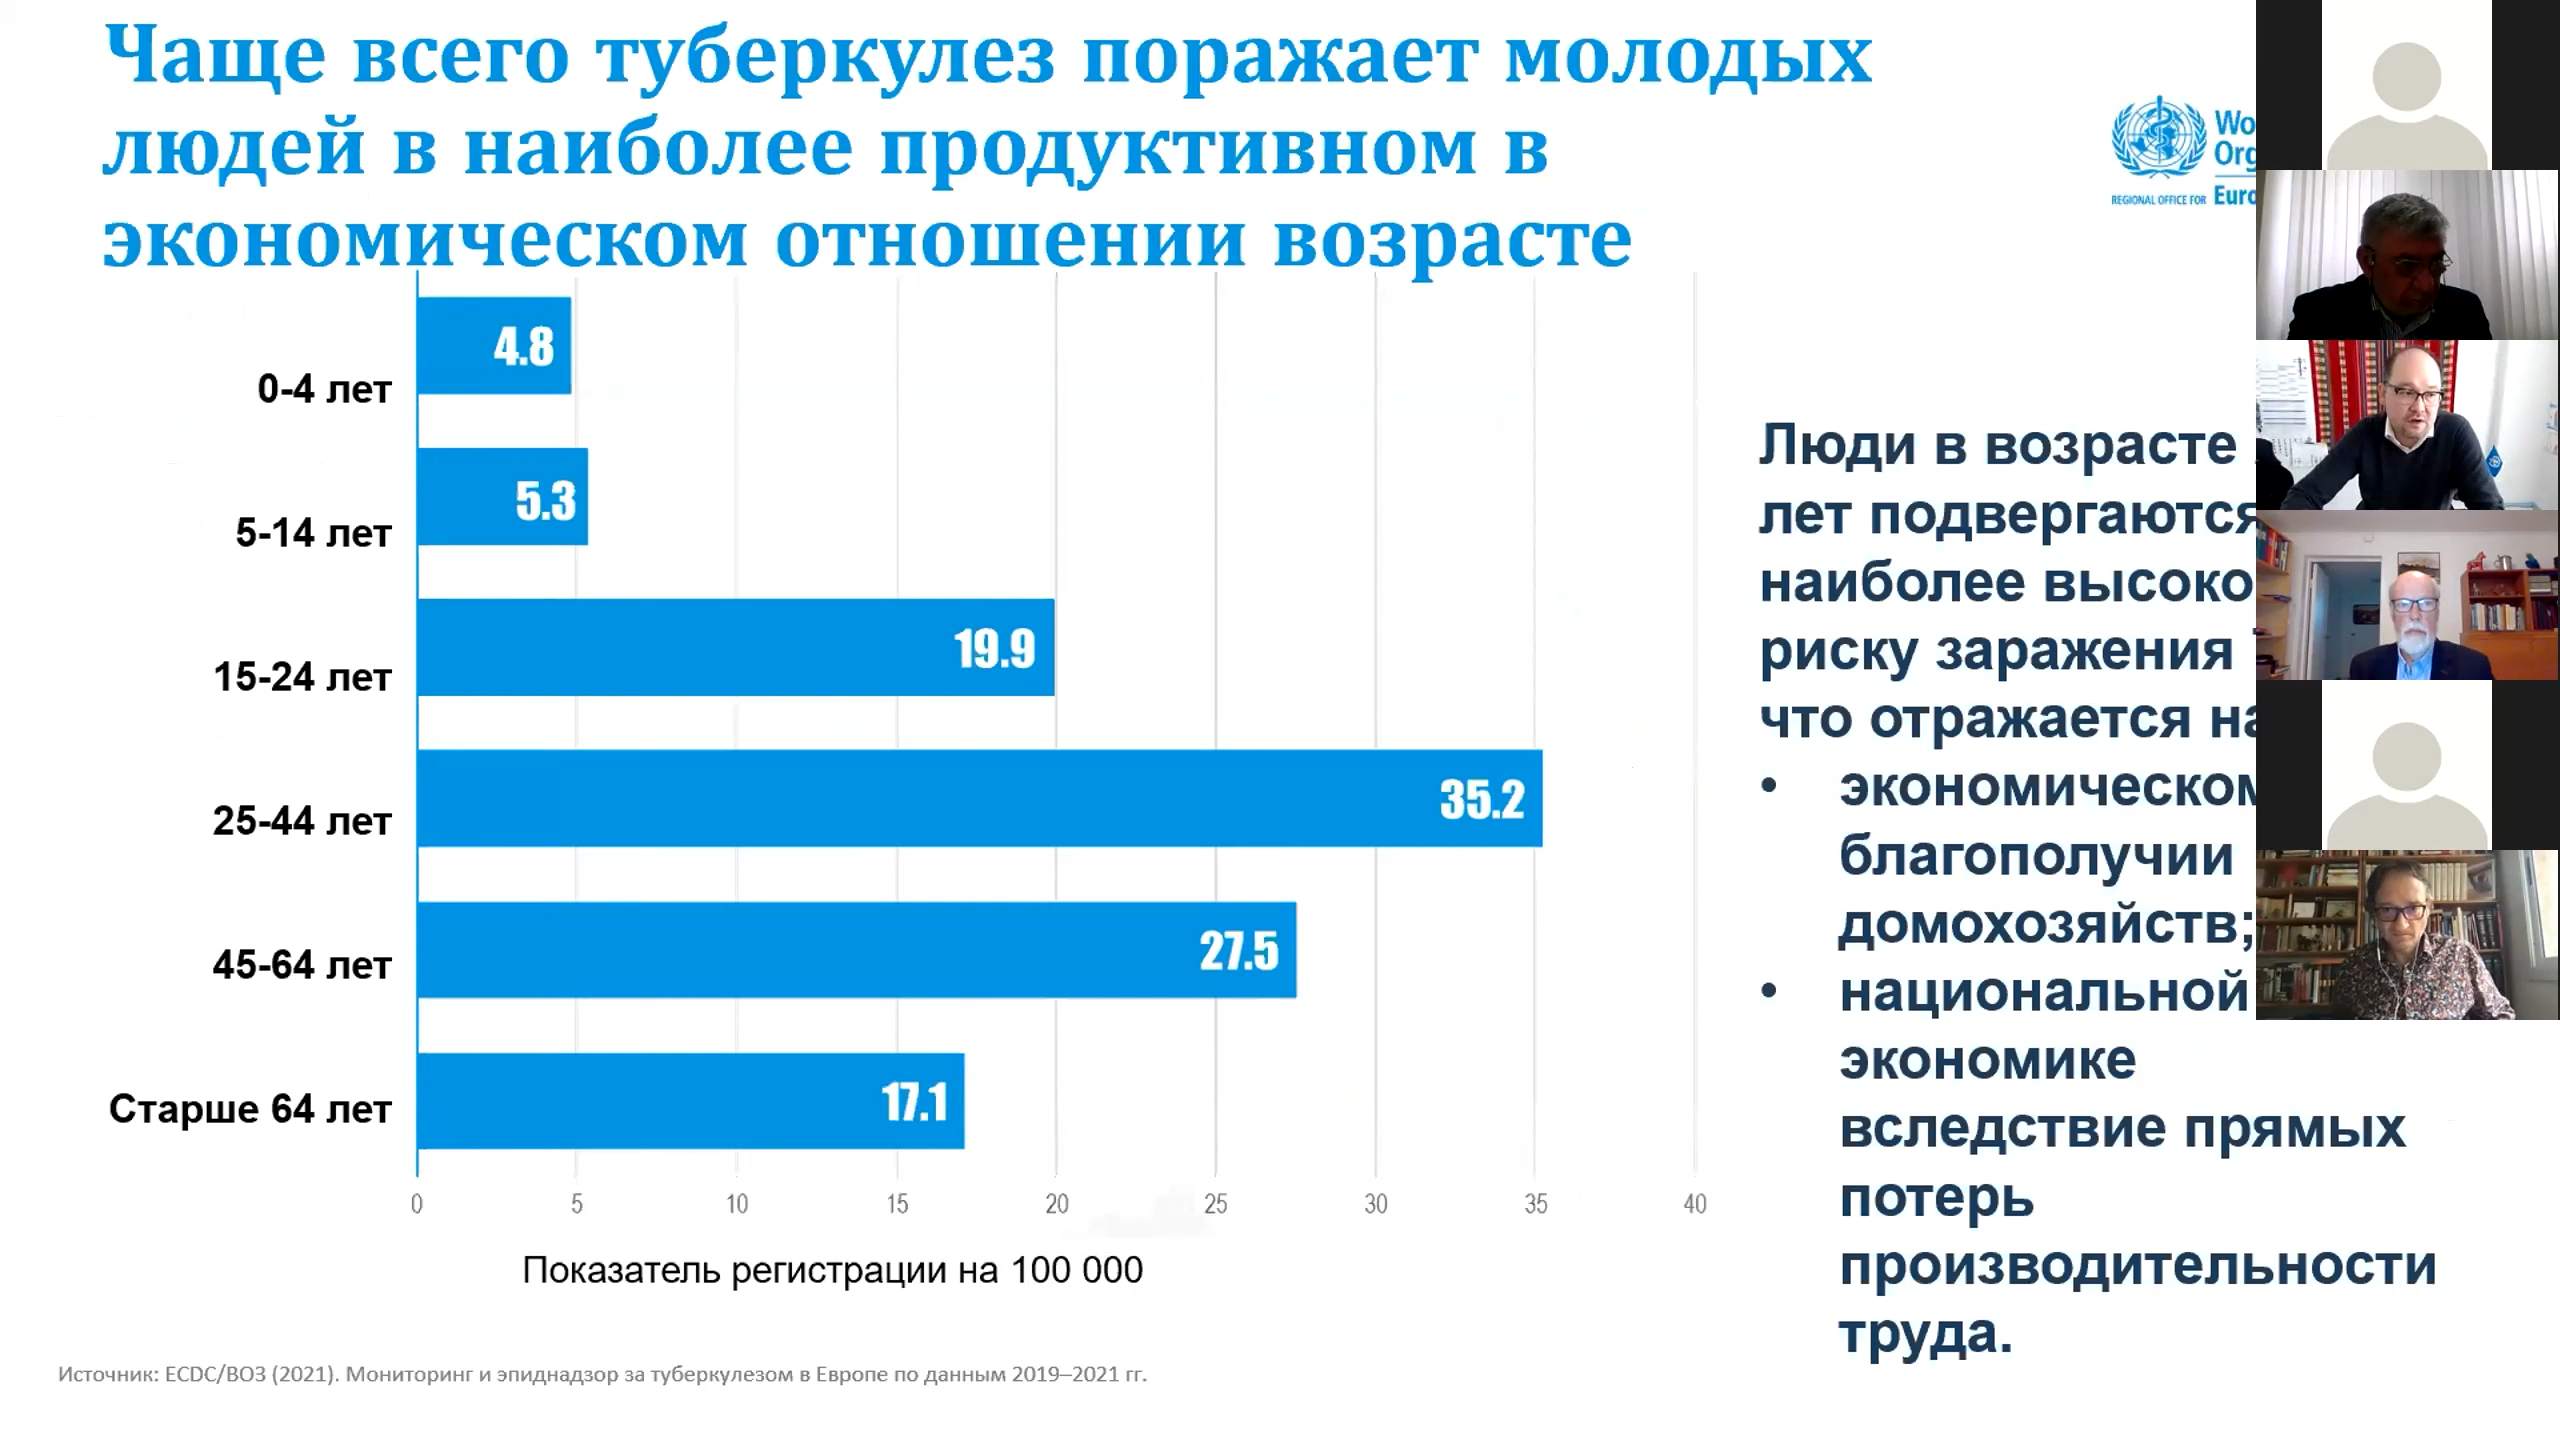 Чаще всего туберкулез поражает молодых
людей в наиболее продуктивном в
экономическом отношении возрасте
REGIONAL OFFICE FOR
0-4 лет
4.8
5-14 лет
5.3
15-24 лет
19.9
25-44 лет
35.2
45-64 лет
27.5
Старше 64 лет
17.1
0 5 10 15 20 25 30 35 40
Показатель регистрации на 100 000
Люди в возрасте
лет подвергаются
наиболее
риску заражения
что отражается на
•
благополучии
домохозяйств;
• национальной
экономике
вследствие прямых
потерь
производительности
труда.
Источник: ECDC/ВОЗ (2021). Мониторинг и эпиднадзор за туберкулезом в Европе по данным 2019–2021 гг.